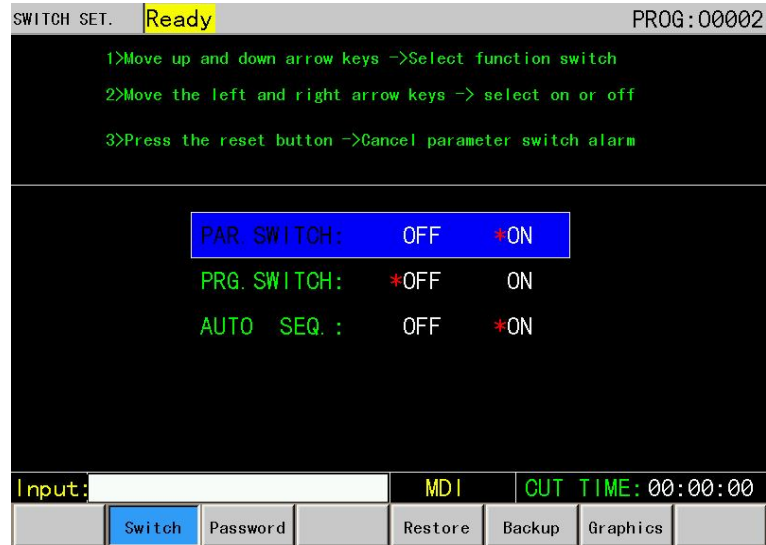 SWITCH SET. Ready PROG:O0002
1>Move up and down arrow keys ->Select function switch
2>Move the left and right arrow keys -> select on or off
3>Press the reset button ->Cancel parameter switch alarm
PAR.SWITCH: OFF *ON
PRG.SWITCH: *OFF ON
AUTO SEQ.: OFF *ON
Input: MDI CUT TIME:00:00:00
Switch Password Restore Backup Graphics